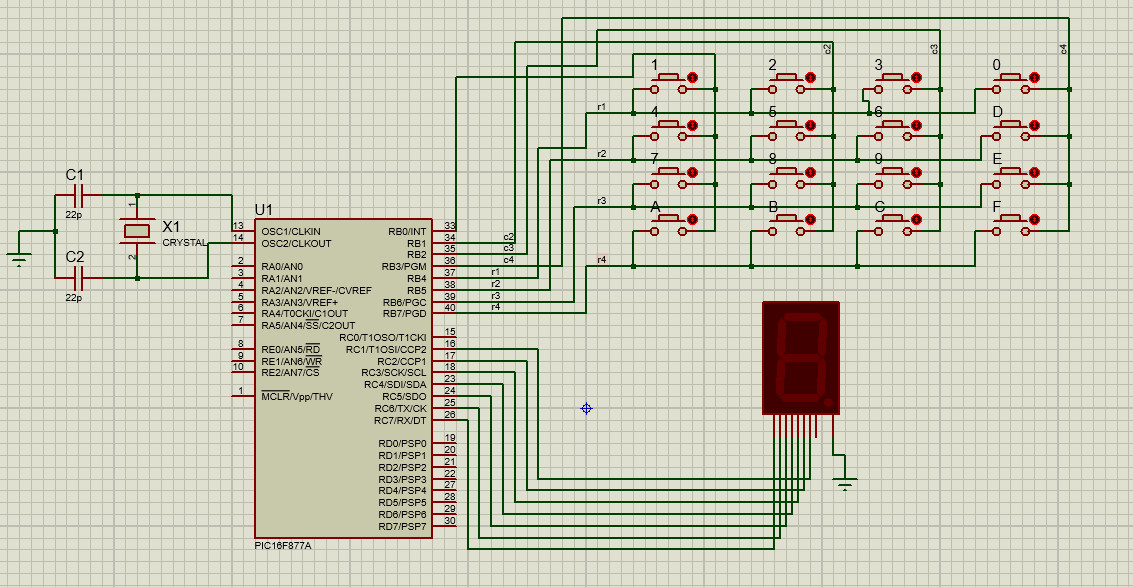 c2
c3
c4
1
2
3
0
r1
4
5
6
D
r2
7
8
9
E
r3
A
B
C
F
r4
C1
22p
1
X1
CRYSTAL
2
C2
22p
U1
13
OSC1/CLKIN
14
OSC2/CLKOUT
2
RA0/AN0
3
RA1/AN1
4
RA2/AN2/VREF-/CVREF
5
RA3/AN3/VREF+
6
RA4/T0CKI/C1OUT
7
RA5/AN4/SS/C2OUT
8
RE0/AN5/RD
9
RE1/AN6/WR
10
RE2/AN7/CS
1
MCLR/Vpp/THV
RB0/INT
33
RB1
34
c2
RB2
35
c3
RB3/PGM
36
c4
RB4
37
r1
RB5
38
r2
RB6/PGC
39
r3
RB7/PGD
40
r4
RC0/T1OSO/T1CKI
15
RC1/T1OSI/CCP2
16
RC2/CCP1
17
RC3/SCK/SCL
18
RC4/SDI/SDA
23
RC5/SDO
24
RC6/TX/CK
25
RC7/RX/DT
26
RD0/PSP0
19
RD1/PSP1
20
RD2/PSP2
21
RD3/PSP3
22
RD4/PSP4
27
RD5/PSP5
28
RD6/PSP6
29
RD7/PSP7
30
PIC16F877A